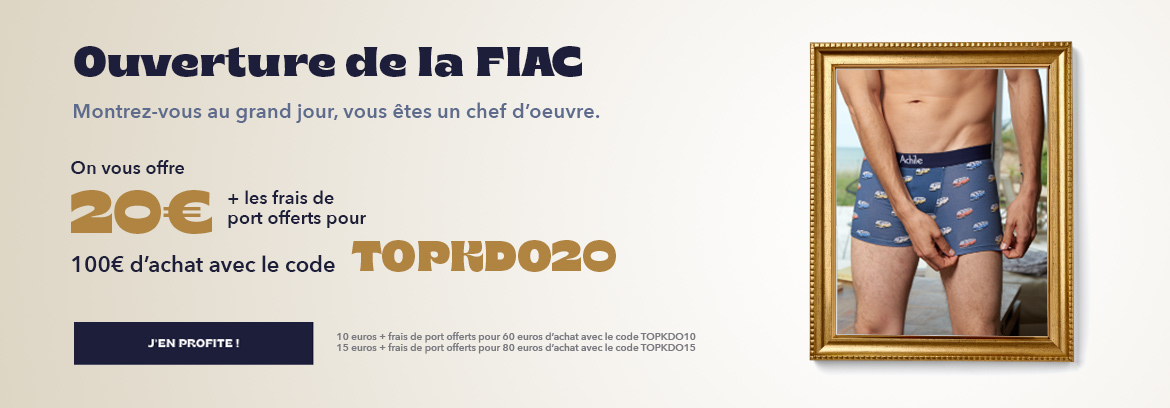 Ouverture de la FIAC
Montrez-vous au grand jour, vous êtes un chef d’oeuvre.
On vous offre
20€
+ les frais de
port offerts pour
100€ d’achat avec le code TOPKDO20
J'EN PROFITE !
10 euros + frais de port offerts pour 60 euros d’achat avec le code TOPKDO10
15 euros + frais de port offerts pour 80 euros d’achat avec le code TOPKDO15
Achile